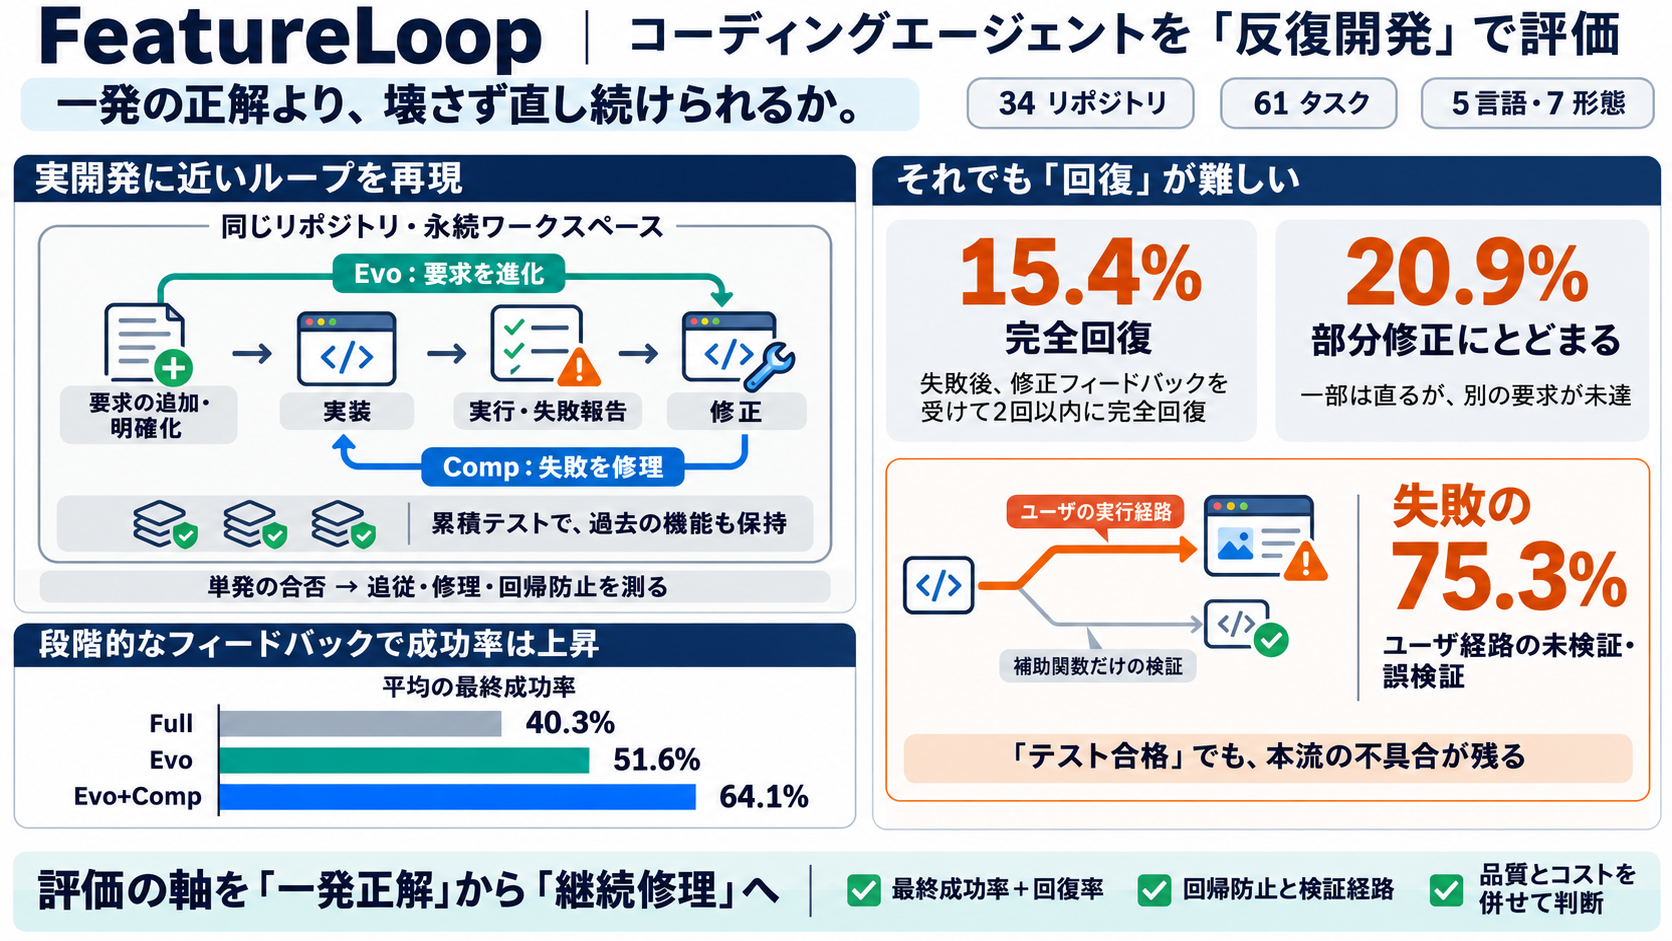 FeatureLoop
コーディングエージェントを「反復開発」で評価
一発の正解より、壊さず直し続けられるか。
34 リポジトリ
61 タスク
5言語・7 形態
実開発に近いループを再現
同じリポジトリ・永続ワークスペース
Evo：要求を進化
要求の追加・
明確化
実装
実行・失敗報告
修正
Comp：失敗を修理
累積テストで、過去の機能も保持
単発の合否 → 追従・修理・回帰防止を測る
段階的なフィードバックで成功率は上昇
平均の最終成功率
Full 40.3%
Evo 51.6%
Evo+Comp 64.1%
それでも「回復」が難しい
15.4%
完全回復
失敗後、修正フィードバックを
受けて2回以内に完全回復
20.9%
部分修正にとどまる
一部は直るが、別の要求が未達
ユーザの実行経路
補助関数だけの検証
失敗の
75.3%
ユーザ経路の未検証・
誤検証
「テスト合格」でも、本流の不具合が残る
評価の軸を「一発正解」から「継続修理」へ
最終成功率＋回復率
回帰防止と検証経路
品質とコストを
併せて判断